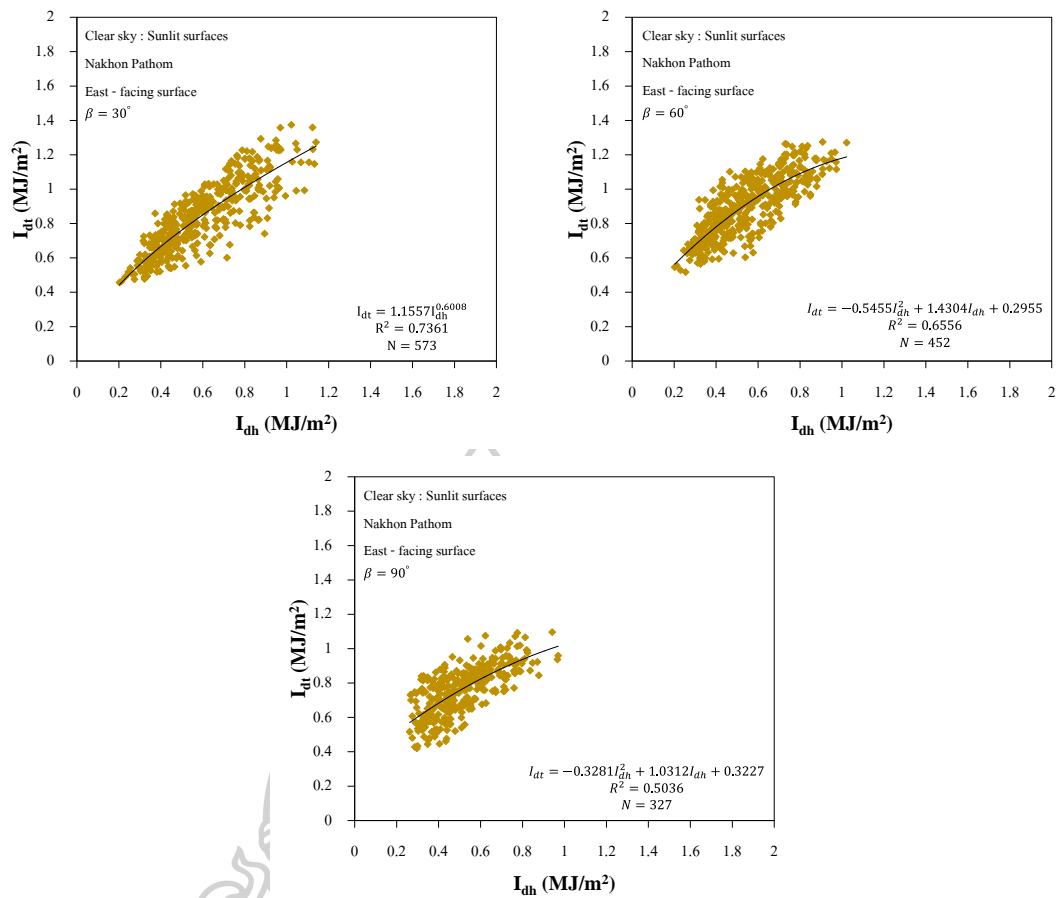 2
1.8
1.6
1.4
1.2
1
0.8
0.6
0.4
0.2
0
I_dt (MJ/m²)
Clear sky : Sunlit surfaces
Nakhon Pathom
East - facing surface
β = 30°
I_dt = 1.1557I_dh^0.6008
R² = 0.7361
N = 573
0 0.2 0.4 0.6 0.8 1 1.2 1.4 1.6 1.8 2
I_dh (MJ/m²)
2
1.8
1.6
1.4
1.2
1
0.8
0.6
0.4
0.2
0
I_dt (MJ/m²)
Clear sky : Sunlit surfaces
Nakhon Pathom
East - facing surface
β = 60°
I_dt = −0.5455I_dh^2 + 1.4304I_dh + 0.2955
R² = 0.6556
N = 452
0 0.2 0.4 0.6 0.8 1 1.2 1.4 1.6 1.8 2
I_dh (MJ/m²)
2
1.8
1.6
1.4
1.2
1
0.8
0.6
0.4
0.2
0
I_dt (MJ/m²)
Clear sky : Sunlit surfaces
Nakhon Pathom
East - facing surface
β = 90°
I_dt = −0.3281I_dh^2 + 1.0312I_dh + 0.3227
R² = 0.5036
N = 327
0 0.2 0.4 0.6 0.8 1 1.2 1.4 1.6 1.8 2
I_dh (MJ/m²)